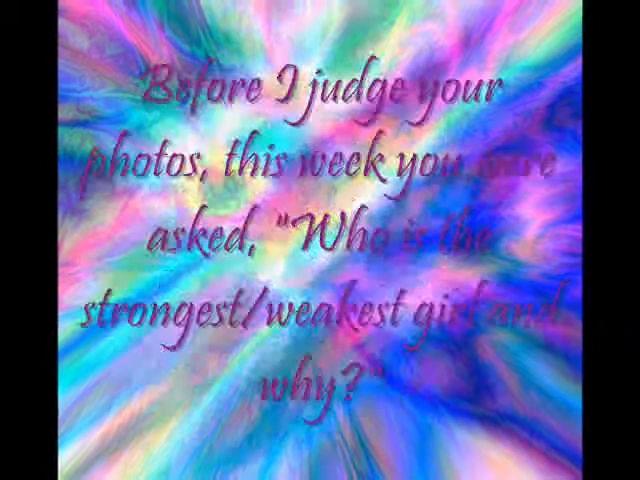 Before I judge your
photos, this week you were
asked, "Who is the
strongest/weakest girl and
why?"